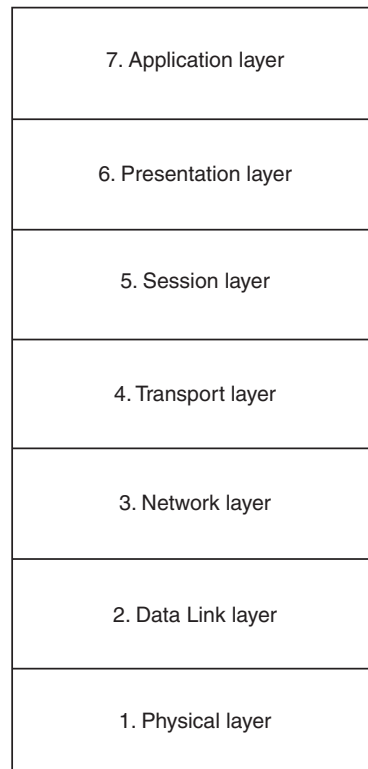 7. Application layer
6. Presentation layer
5. Session layer
4. Transport layer
3. Network layer
2. Data Link layer
1. Physical layer